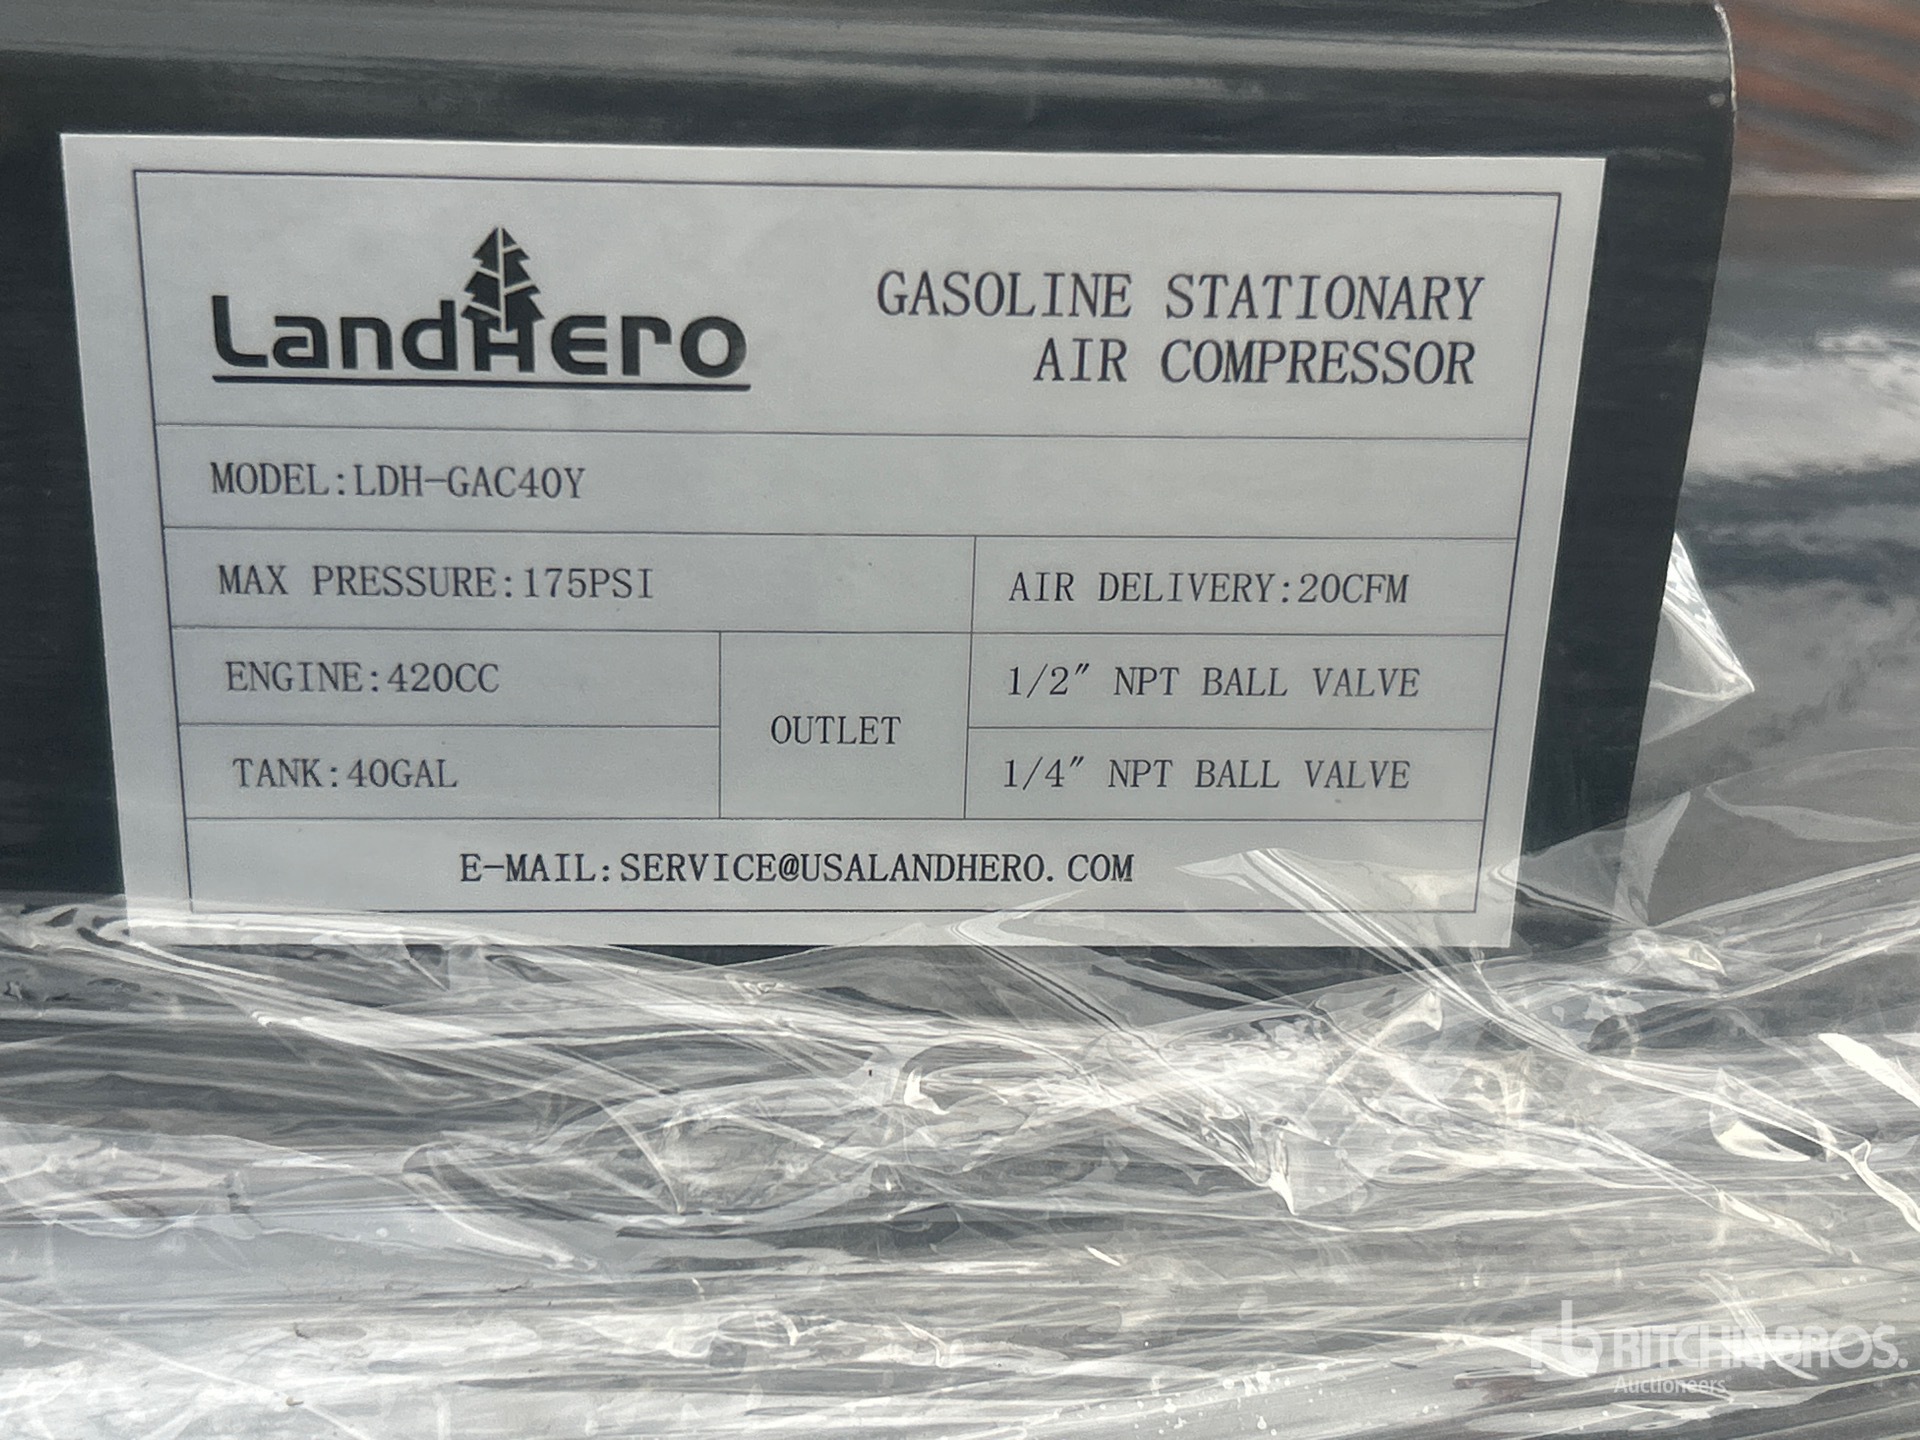 LandHero
GASOLINE STATIONARY
AIR COMPRESSOR
MODEL:LDH-GAC40Y
MAX PRESSURE:175PSI
AIR DELIVERY:20CFM
ENGINE:420CC
TANK:40GAL
OUTLET
1/2" NPT BALL VALVE
1/4" NPT BALL VALVE
E-MAIL:SERVICE@USALANDHERO.COM
rb RITCHIE BROS.
Auctioneers